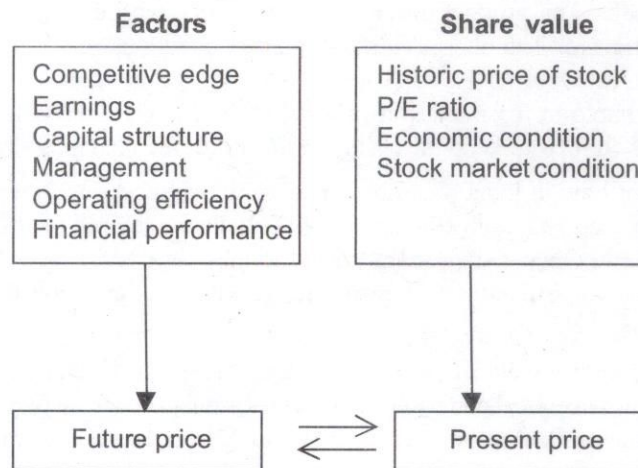 Factors
Competitive edge
Earnings
Capital structure
Management
Operating efficiency
Financial performance
Share value
Historic price of stock
P/E ratio
Economic condition
Stock market condition
Future price
Present price